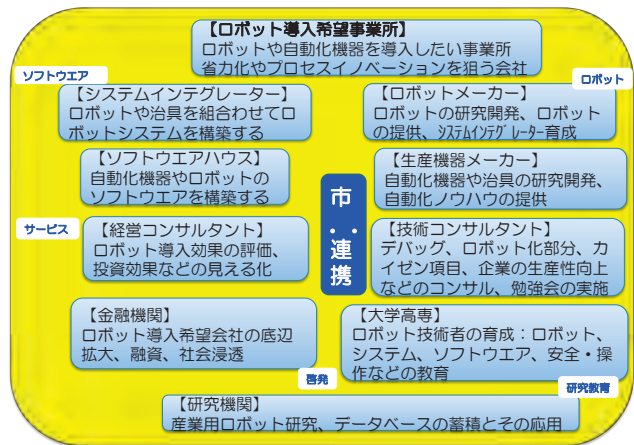 【ロボット導入希望事業所】
ロボットや自動化機器を導入したい事業所
省力化やプロセスイノベーションを狙う会社
ソフトウエア
ロボット
【システムインテグレーター】
ロボットや治具を組合わせてロ
ボットシステムを構築する
【ロボットメーカー】
ロボットの研究開発、ロボット
の提供、ｼｽﾃﾑｲﾝﾃｸﾞﾚｰﾀｰ育成
【ソフトウエアハウス】
自動化機器やロボットの
ソフトウエアを構築する
【生産機器メーカー】
自動化機器や治具の研究開発、
自動化ノウハウの提供
市
：
連
携
サービス
【経営コンサルタント】
ロボット導入効果の評価、
投資効果などの見える化
【技術コンサルタント】
デバッグ、ロボット化部分、カ
イゼン項目、企業の生産性向上
などのコンサル、勉強会の実施
【金融機関】
ロボット導入希望会社の底辺
拡大、融資、社会浸透
【大学高専】
ロボット技術者の育成：ロボット、
システム、ソフトウエア、安全・操
作などの教育
啓発
研究教育
【研究機関】
産業用ロボット研究、データベースの蓄積とその応用